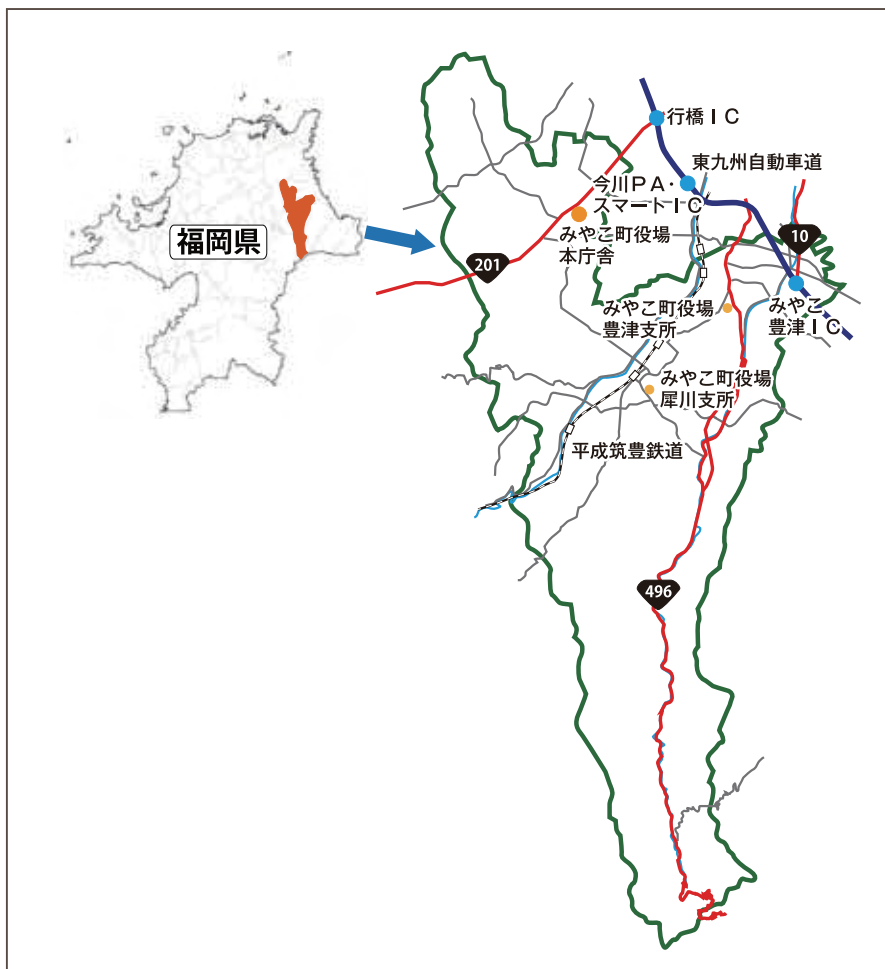 福岡県
行橋ＩＣ
東九州自動車道
今川ＰＡ・
スマートＩＣ
みやこ町役場
本庁舎
201
10
みやこ
豊津ＩＣ
みやこ町役場
豊津支所
みやこ町役場
犀川支所
平成筑豊鉄道
496